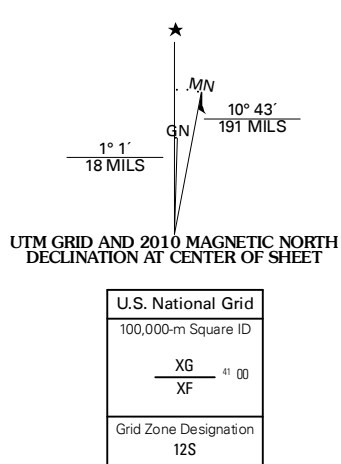 ★
MN
10° 43´
191 MILS
GN
1° 1´
18 MILS
UTM GRID AND 2010 MAGNETIC NORTH
DECLINATION AT CENTER OF SHEET
U.S. National Grid
100,000-m Square ID
XG
41 00
XF
Grid Zone Designation
12S